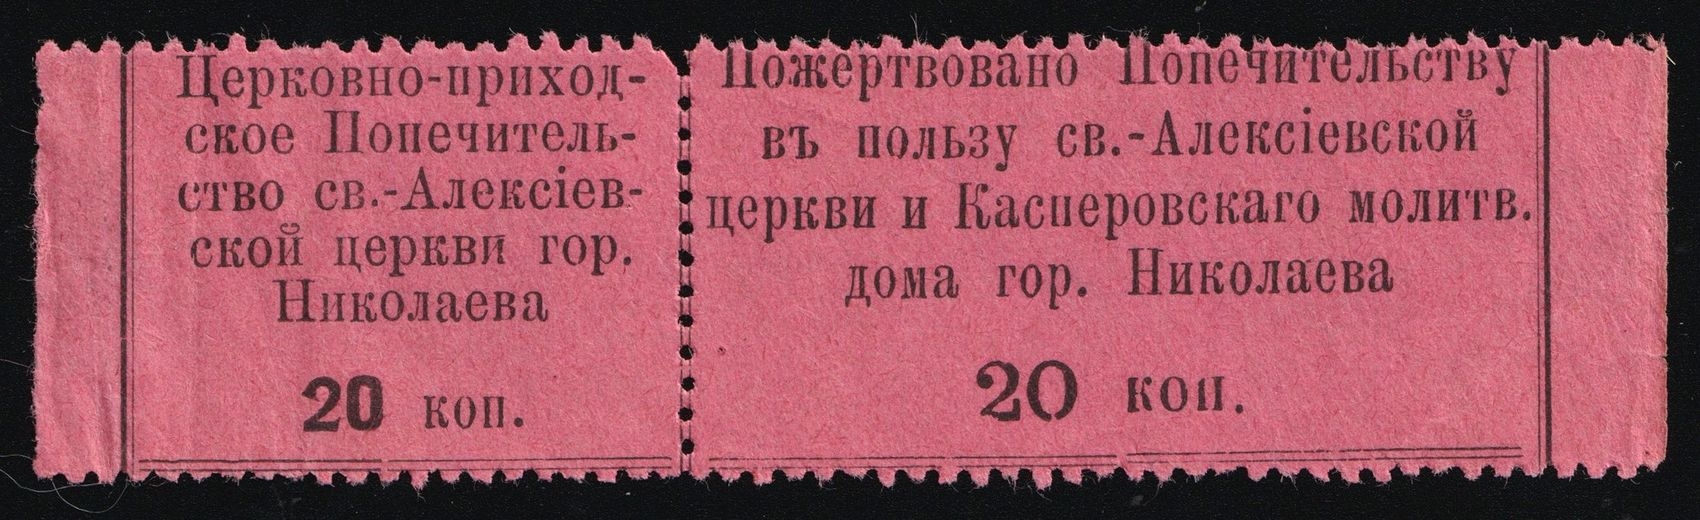 Церковно-приход-
ское Попечитель-
ство св.-Алексіев-
ской церкви гор.
Николаева
20 коп.
Пожертвовано Попечительству
въ пользу св.-Алексіевской
церкви и Касперовскаго молитв.
дома гор. Николаева
20 коп.